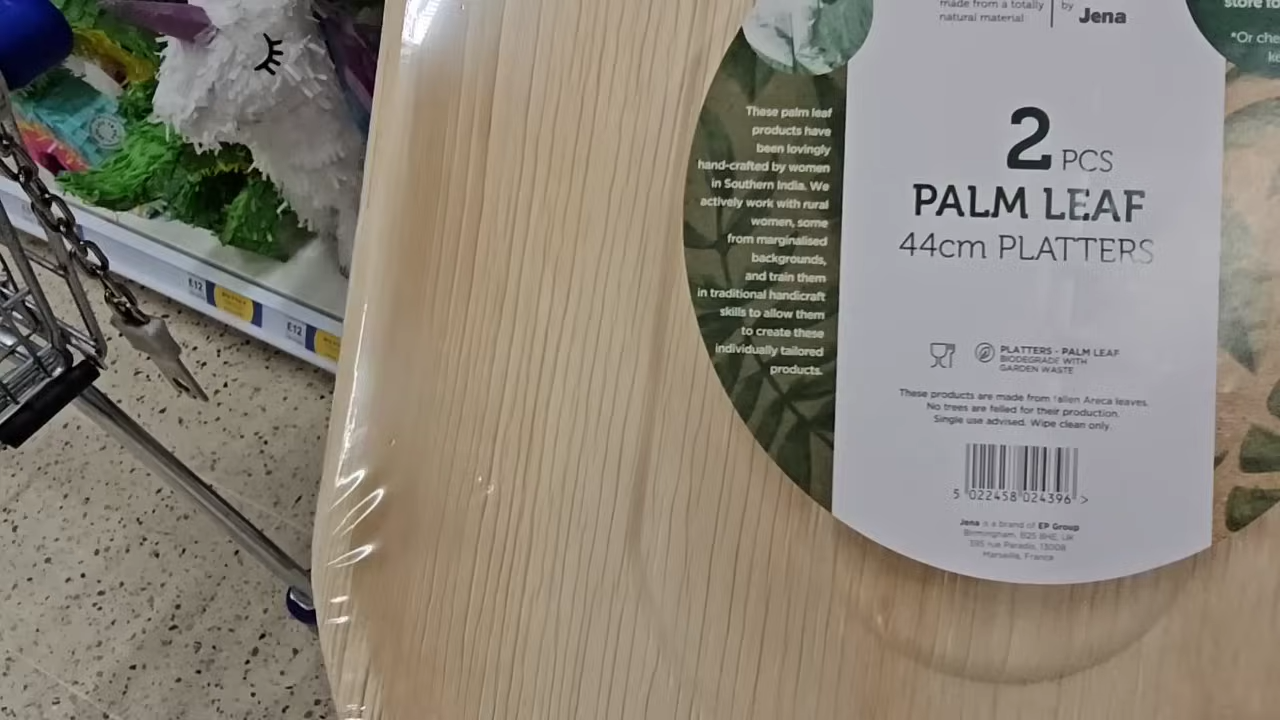 made from a totally
natural material
by
Jena
store fo
*Or che
ke
These palm leaf
products have
been lovingly
hand-crafted by women
in Southern India. We
actively work with rural
women, some
from marginalised
backgrounds,
and train them
in traditional handicraft
skills to allow them
to create these
individually tailored
products.
2 PCS
PALM LEAF
44cm PLATTERS
PLATTERS - PALM LEAF
BIODEGRADE WITH
GARDEN WASTE
These products are made from fallen Areca leaves.
No trees are felled for their production.
Single use advised. Wipe clean only.
5 022458 024396 >
Jena is a brand of EP Group
Birmingham, B25 8HE, UK
395 rue Paradis, 13008
Marseille, France
£12
£12